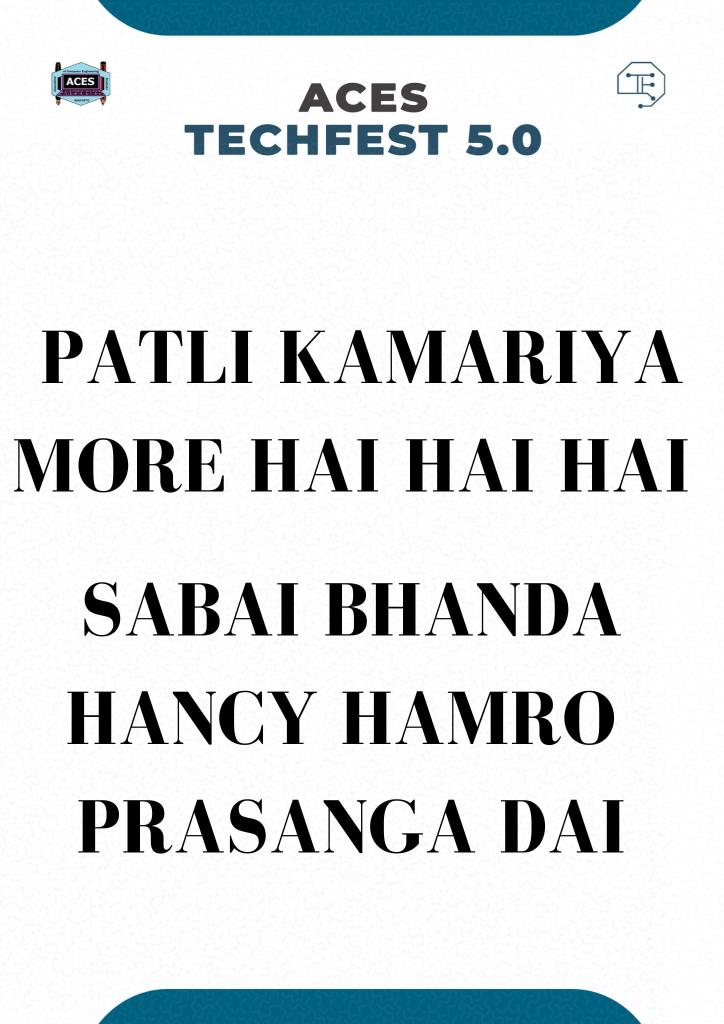 ACES
ACES
TECHFEST 5.0
PATLI KAMARIYA
MORE HAI HAI HAI
SABAI BHANDA
HANCY HAMRO
PRASANGA DAI